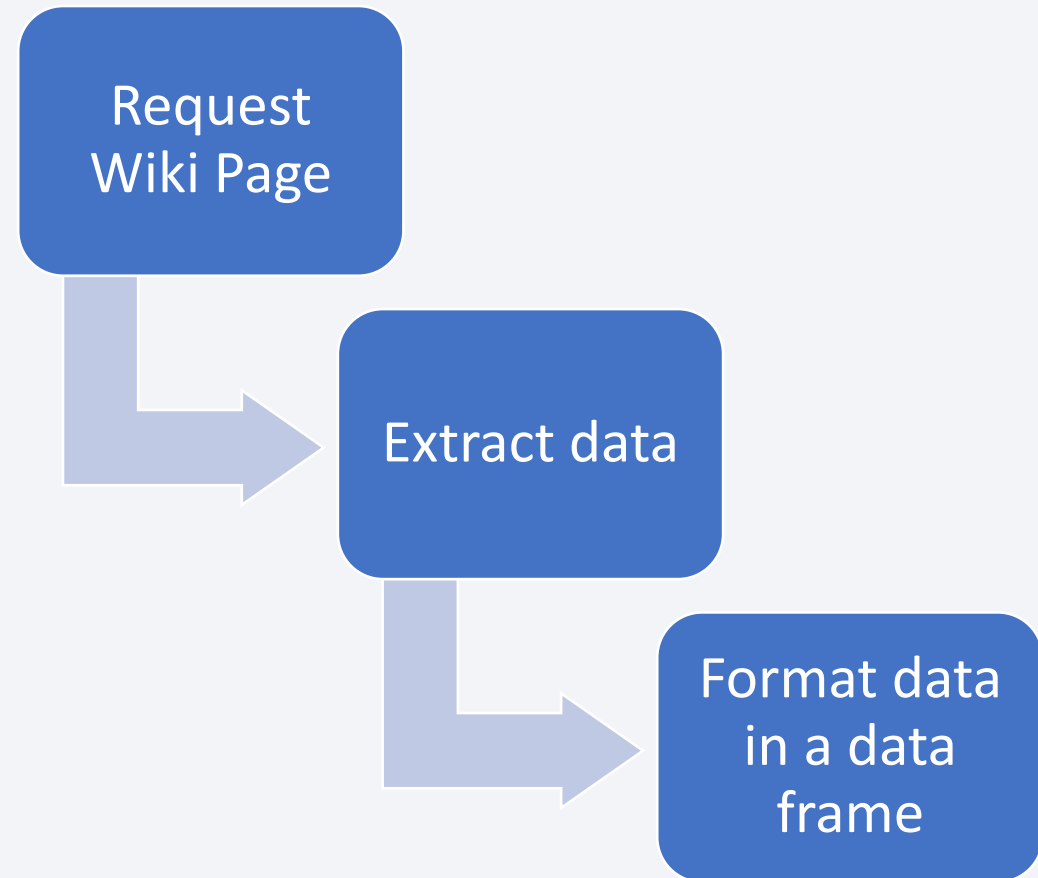 Request
Wiki Page
Extract data
Format data
in a data
frame